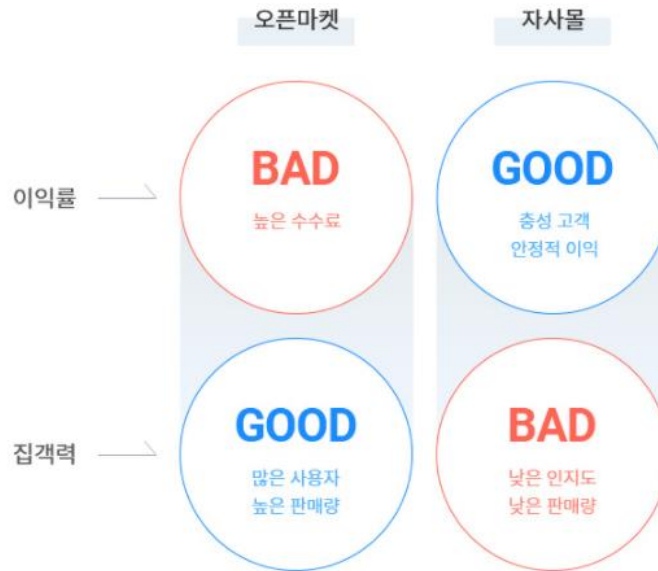 오픈마켓
자사몰
이익률
BAD
높은 수수료
GOOD
충성 고객
안정적 이익
집객력
GOOD
많은 사용자
높은 판매량
BAD
낮은 인지도
낮은 판매량